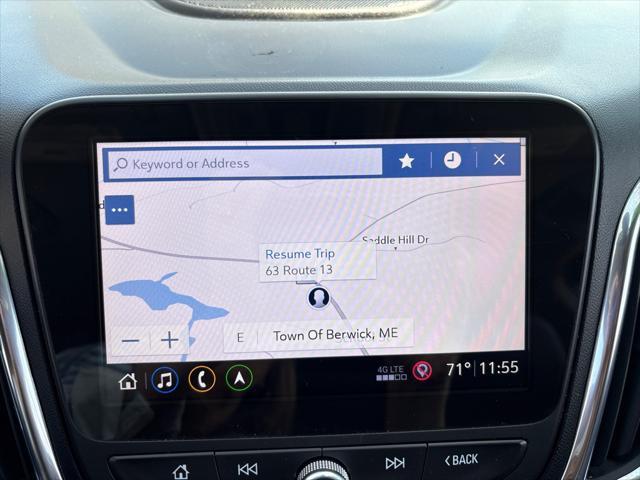 Keyword or Address
Saddle Hill Dr
Resume Trip
63 Route 13
E Town Of Berwick, ME
4G LTE
71° 11:55
BACK